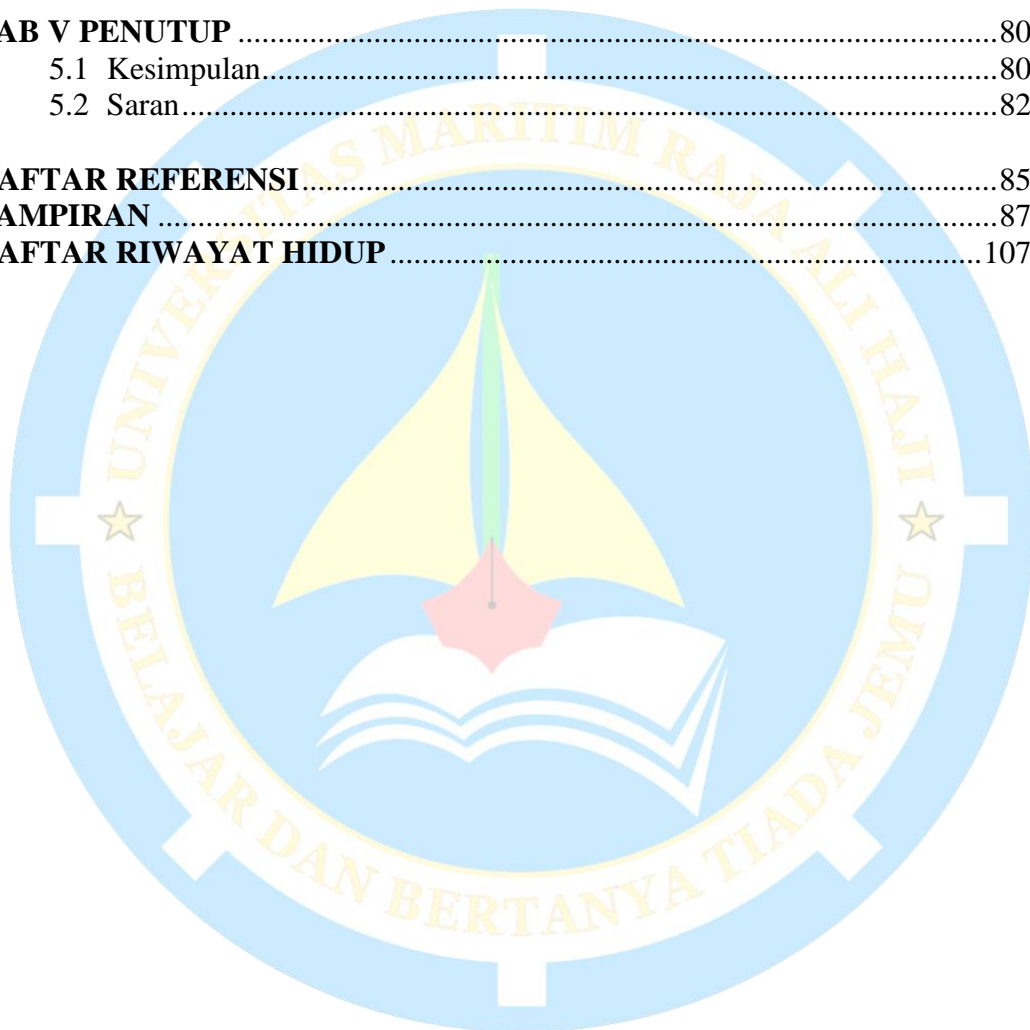 AB V PENUTUP ........................................................................................... 80
5.1 Kesimpulan ........................................................................................ 80
5.2 Saran .................................................................................................. 82
AFTAR REFERENSI ................................................................................... 85
AMPIRAN .................................................................................................... 87
AFTAR RIWAYAT HIDUP ....................................................................... 107
UNIVERSITAS MARITIM RAJA ALI HAJI
BELAJAR DAN BERTANYA TIADA JEMU